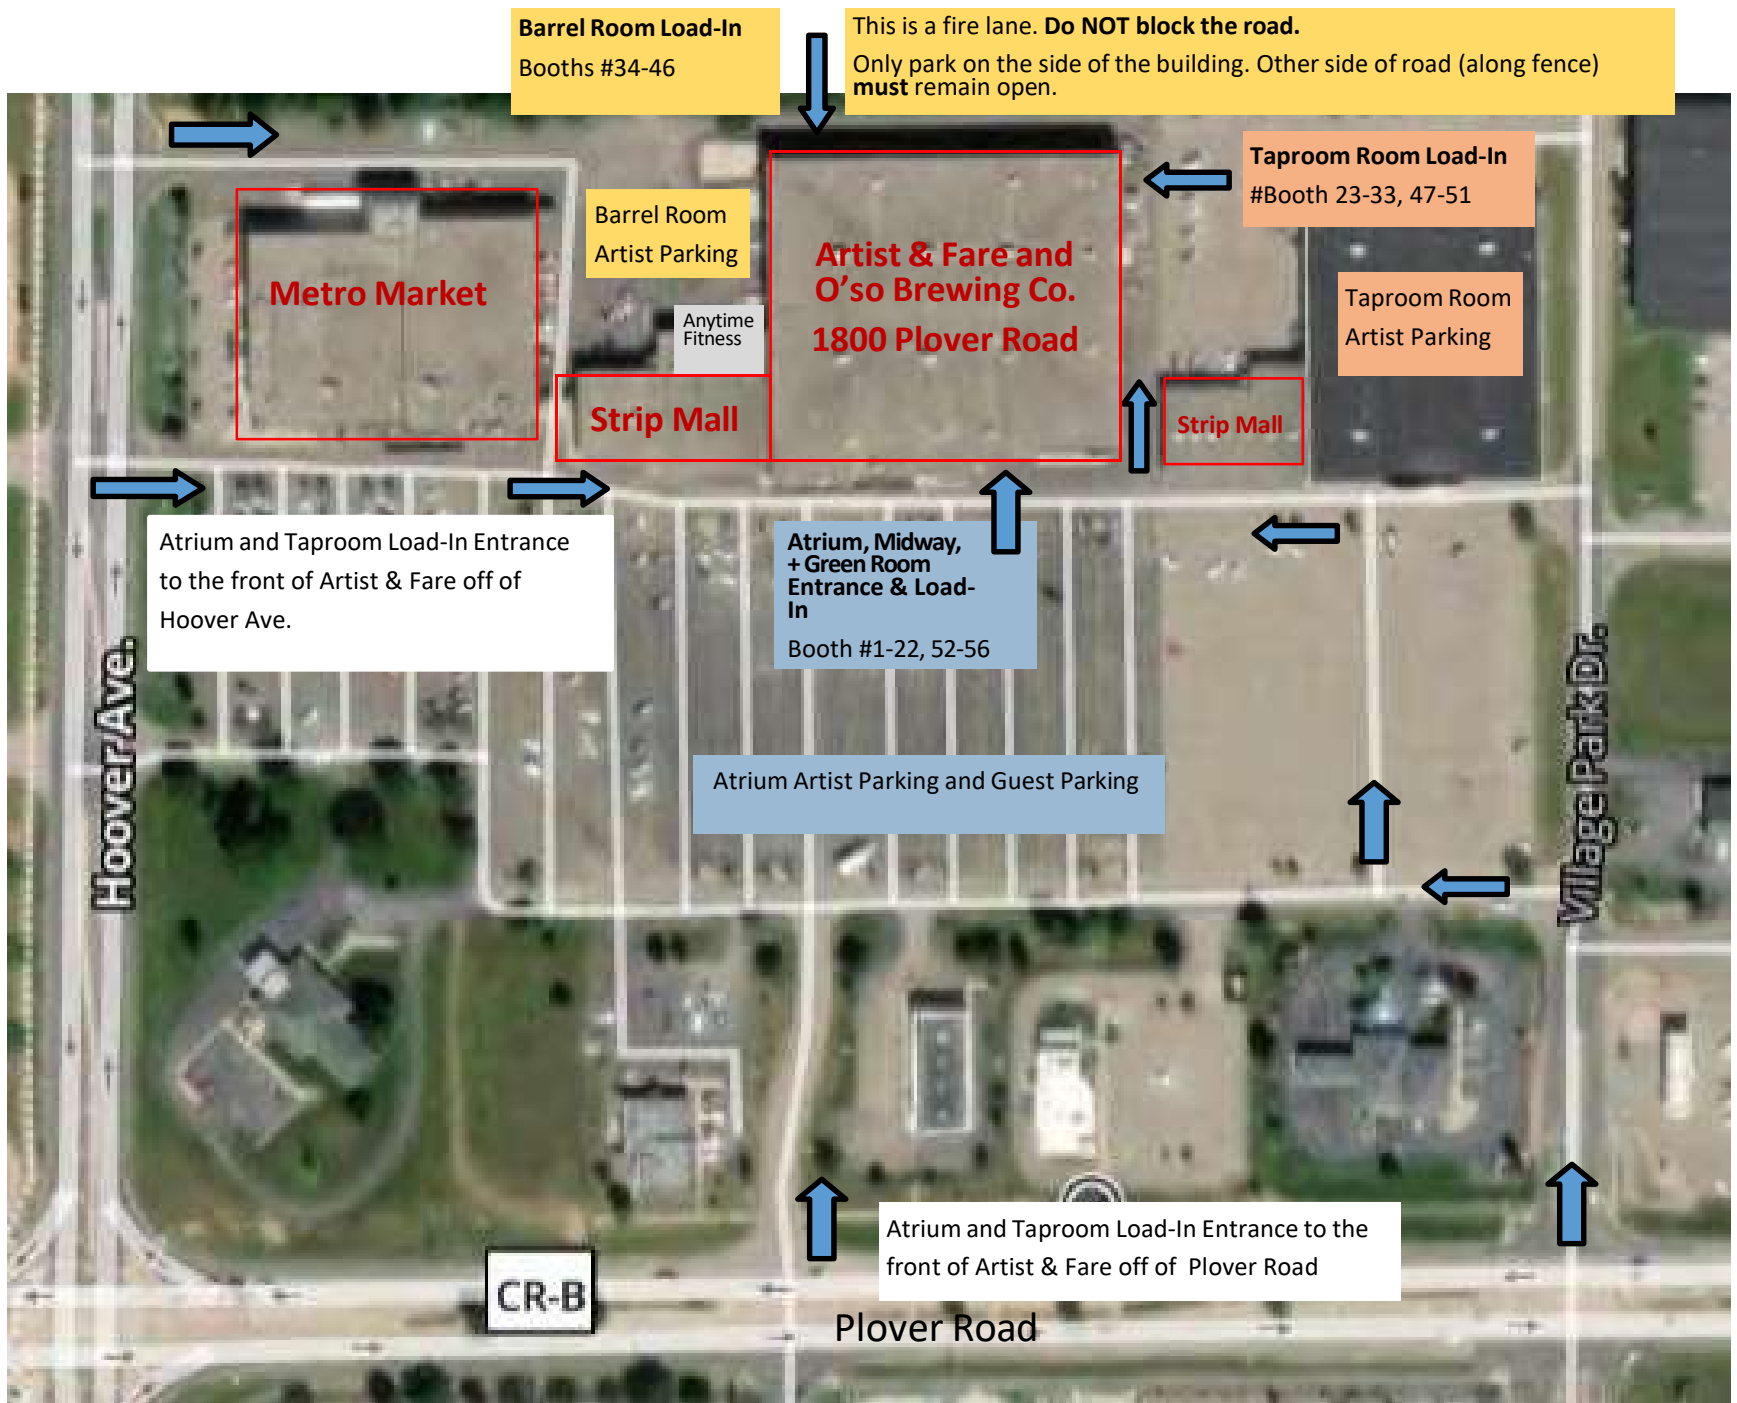 Barrel Room Load-In
Booths #34-46
This is a fire lane. Do NOT block the road.
Only park on the side of the building. Other side of road (along fence)
must remain open.
Taproom Room Load-In
#Booth 23-33, 47-51
Barrel Room
Artist Parking
Metro Market
Artist & Fare and
O’so Brewing Co.
1800 Plover Road
Taproom Room
Artist Parking
Anytime
Fitness
Strip Mall
Strip Mall
Atrium and Taproom Load-In Entrance
to the front of Artist & Fare off of
Hoover Ave.
Atrium, Midway,
+ Green Room
Entrance & Load-
In
Booth #1-22, 52-56
Hoover Ave.
Village Park Dr.
Atrium Artist Parking and Guest Parking
Atrium and Taproom Load-In Entrance to the
front of Artist & Fare off of Plover Road
CR-B
Plover Road